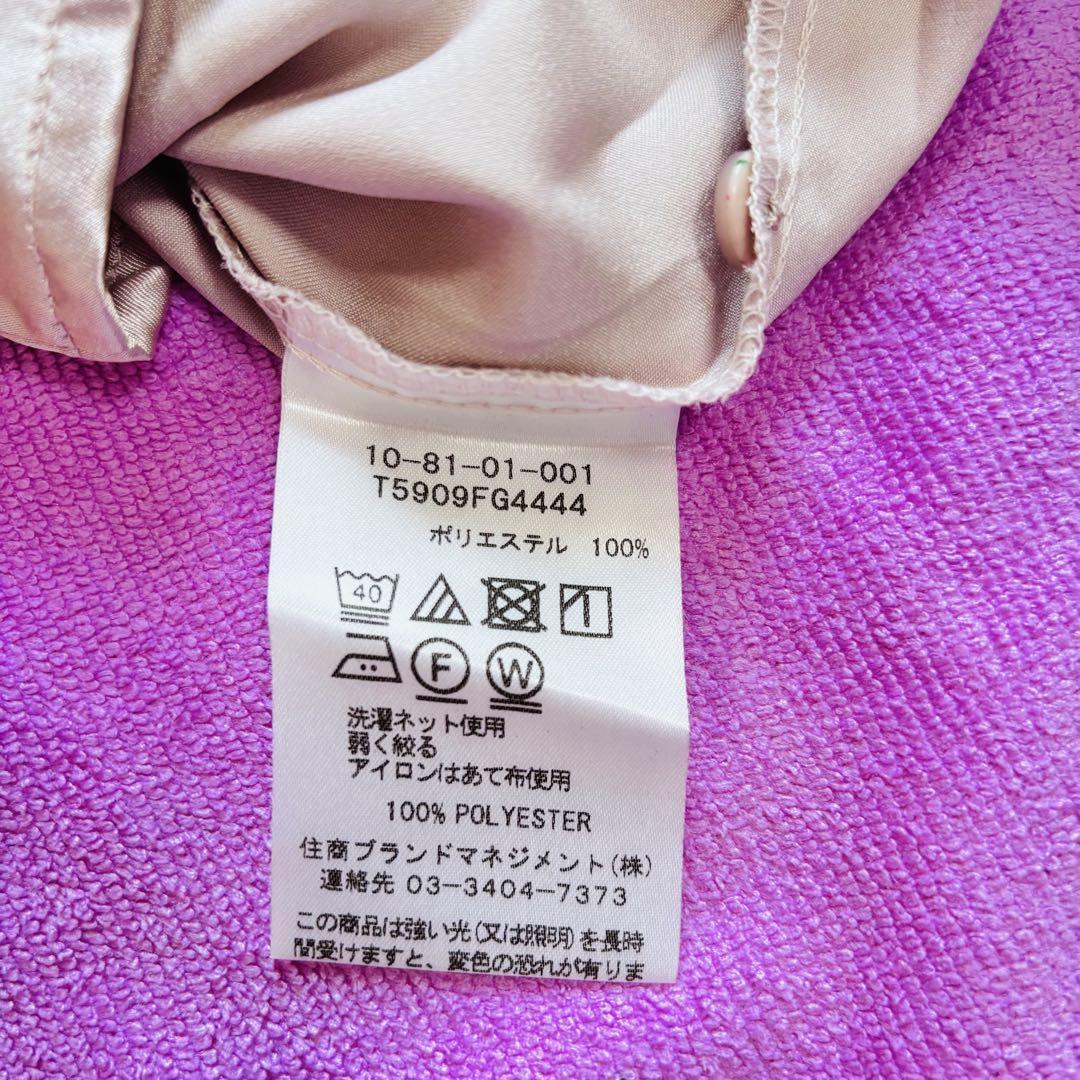 10-81-01-001
T5909FG4444
ポリエステル 100%
40
F W
洗濯ネット使用
弱く絞る
アイロンはあて布使用
100% POLYESTER
住商ブランドマネジメント(株)
連絡先 03-3404-7373
この商品は強い光(又は照明)を長時
間受けますと、変色の恐れが有りま